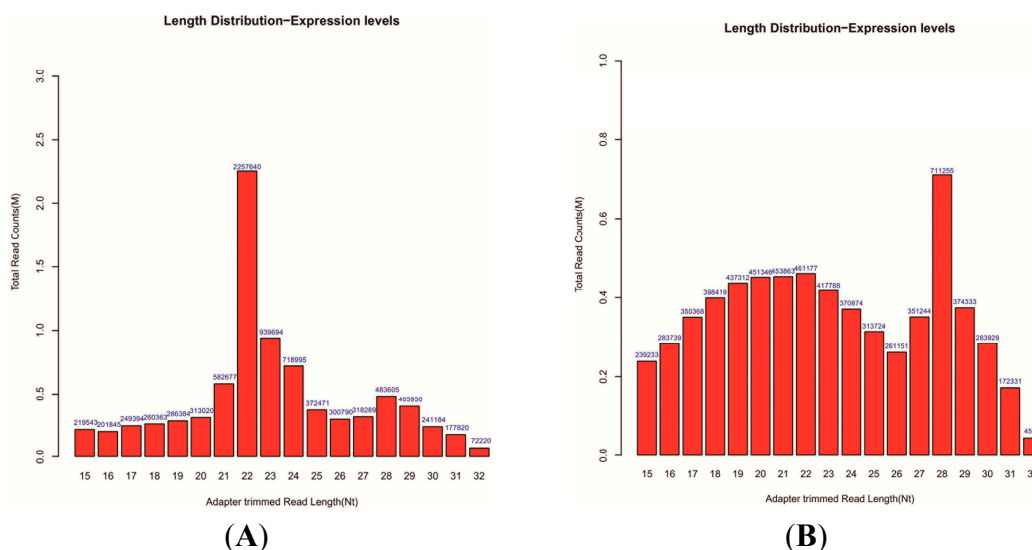 Length Distribution−Expression levels
Total Read Counts(M)
3.0
2.5
2.0
1.5
1.0
0.5
0.0
219543 201845 249394 260363 286384 313020 582677 2257640 939694 718995 372471 300790 318289 483605 241184 177820 72220
15 16 17 18 19 20 21 22 23 24 25 26 27 28 29 30 31 32
Adapter trimmed Read Length(Nt)
(A)
Length Distribution−Expression levels
Total Read Counts(M)
1.0
0.8
0.6
0.4
0.2
0.0
239233 283739 350368 398419 437312 451346 453863 461177 417788 370874 313724 261151 351244 711255 374333 283929 172331 45
15 16 17 18 19 20 21 22 23 24 25 26 27 28 29 30 31 3
Adapter trimmed Read Length(Nt)
(B)